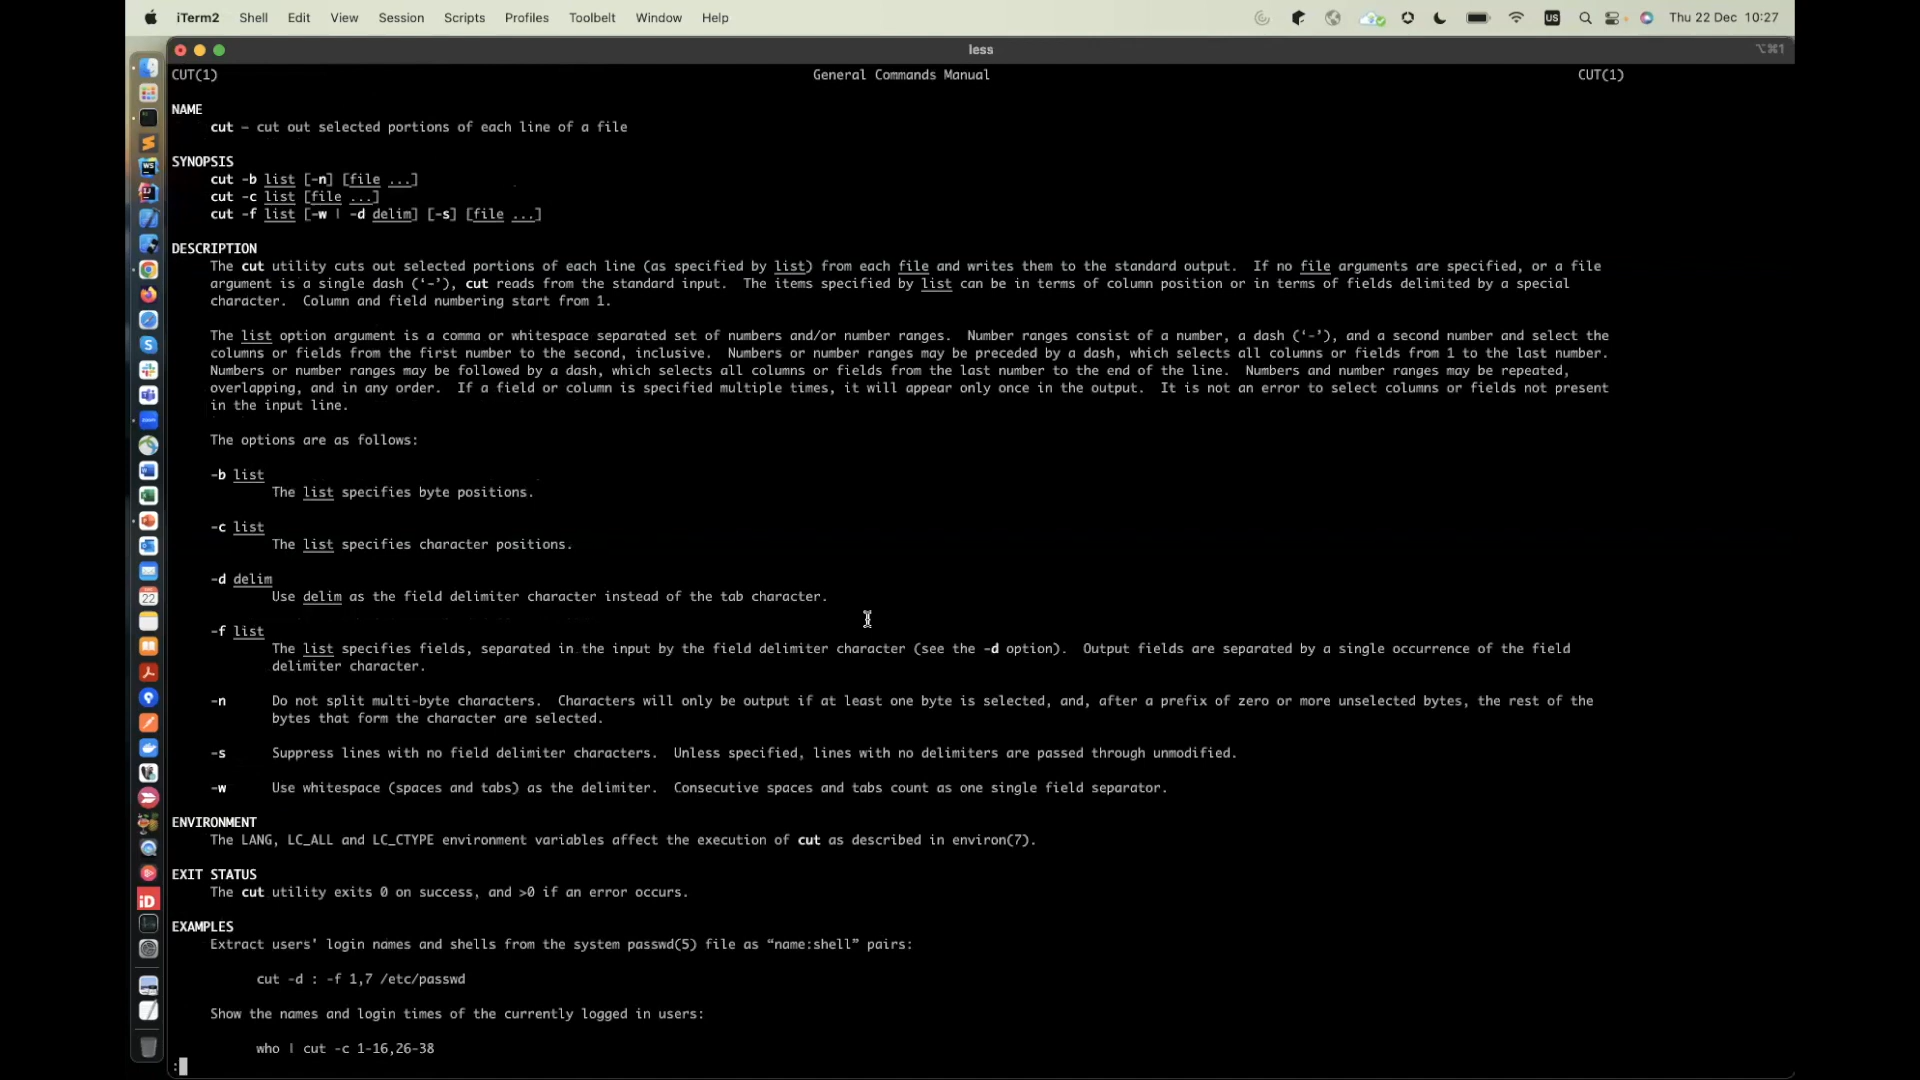 iTerm2 Shell Edit View Session Scripts Profiles Toolbelt Window Help US Thu 22 Dec 10:27
less ⌥⌘1
CUT(1) General Commands Manual CUT(1)
NAME
cut – cut out selected portions of each line of a file
SYNOPSIS
cut -b list [-n] [file ...]
cut -c list [file ...]
cut -f list [-w | -d delim] [-s] [file ...]
DESCRIPTION
The cut utility cuts out selected portions of each line (as specified by list) from each file and writes them to the standard output. If no file arguments are specified, or a file
argument is a single dash (‘-’), cut reads from the standard input. The items specified by list can be in terms of column position or in terms of fields delimited by a special
character. Column and field numbering start from 1.
The list option argument is a comma or whitespace separated set of numbers and/or number ranges. Number ranges consist of a number, a dash (‘-’), and a second number and select the
columns or fields from the first number to the second, inclusive. Numbers or number ranges may be preceded by a dash, which selects all columns or fields from 1 to the last number.
Numbers or number ranges may be followed by a dash, which selects all columns or fields from the last number to the end of the line. Numbers and number ranges may be repeated,
overlapping, and in any order. If a field or column is specified multiple times, it will appear only once in the output. It is not an error to select columns or fields not present
in the input line.
The options are as follows:
-b list
The list specifies byte positions.
-c list
The list specifies character positions.
-d delim
Use delim as the field delimiter character instead of the tab character.
-f list
The list specifies fields, separated in the input by the field delimiter character (see the -d option). Output fields are separated by a single occurrence of the field
delimiter character.
-n Do not split multi-byte characters. Characters will only be output if at least one byte is selected, and, after a prefix of zero or more unselected bytes, the rest of the
bytes that form the character are selected.
-s Suppress lines with no field delimiter characters. Unless specified, lines with no delimiters are passed through unmodified.
-w Use whitespace (spaces and tabs) as the delimiter. Consecutive spaces and tabs count as one single field separator.
ENVIRONMENT
The LANG, LC_ALL and LC_CTYPE environment variables affect the execution of cut as described in environ(7).
EXIT STATUS
The cut utility exits 0 on success, and >0 if an error occurs.
EXAMPLES
Extract users' login names and shells from the system passwd(5) file as “name:shell” pairs:
cut -d : -f 1,7 /etc/passwd
Show the names and login times of the currently logged in users:
who | cut -c 1-16,26-38
: